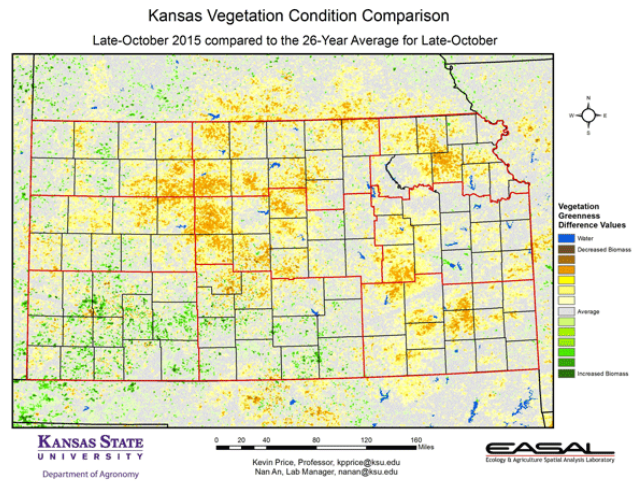 Kansas Vegetation Condition Comparison
Late-October 2015 compared to the 26-Year Average for Late-October
N
W
E
S
Vegetation
Greenness
Difference Values
Water
Decreased Biomass
Average
Increased Biomass
KANSAS STATE
UNIVERSITY
Department of Agronomy
0 20 40 80 120 160
Miles
Kevin Price, Professor, kpprice@ksu.edu
Nan An, Lab Manager, nanan@ksu.edu
EASAL
Ecology & Agriculture Spatial Analysis Laboratory